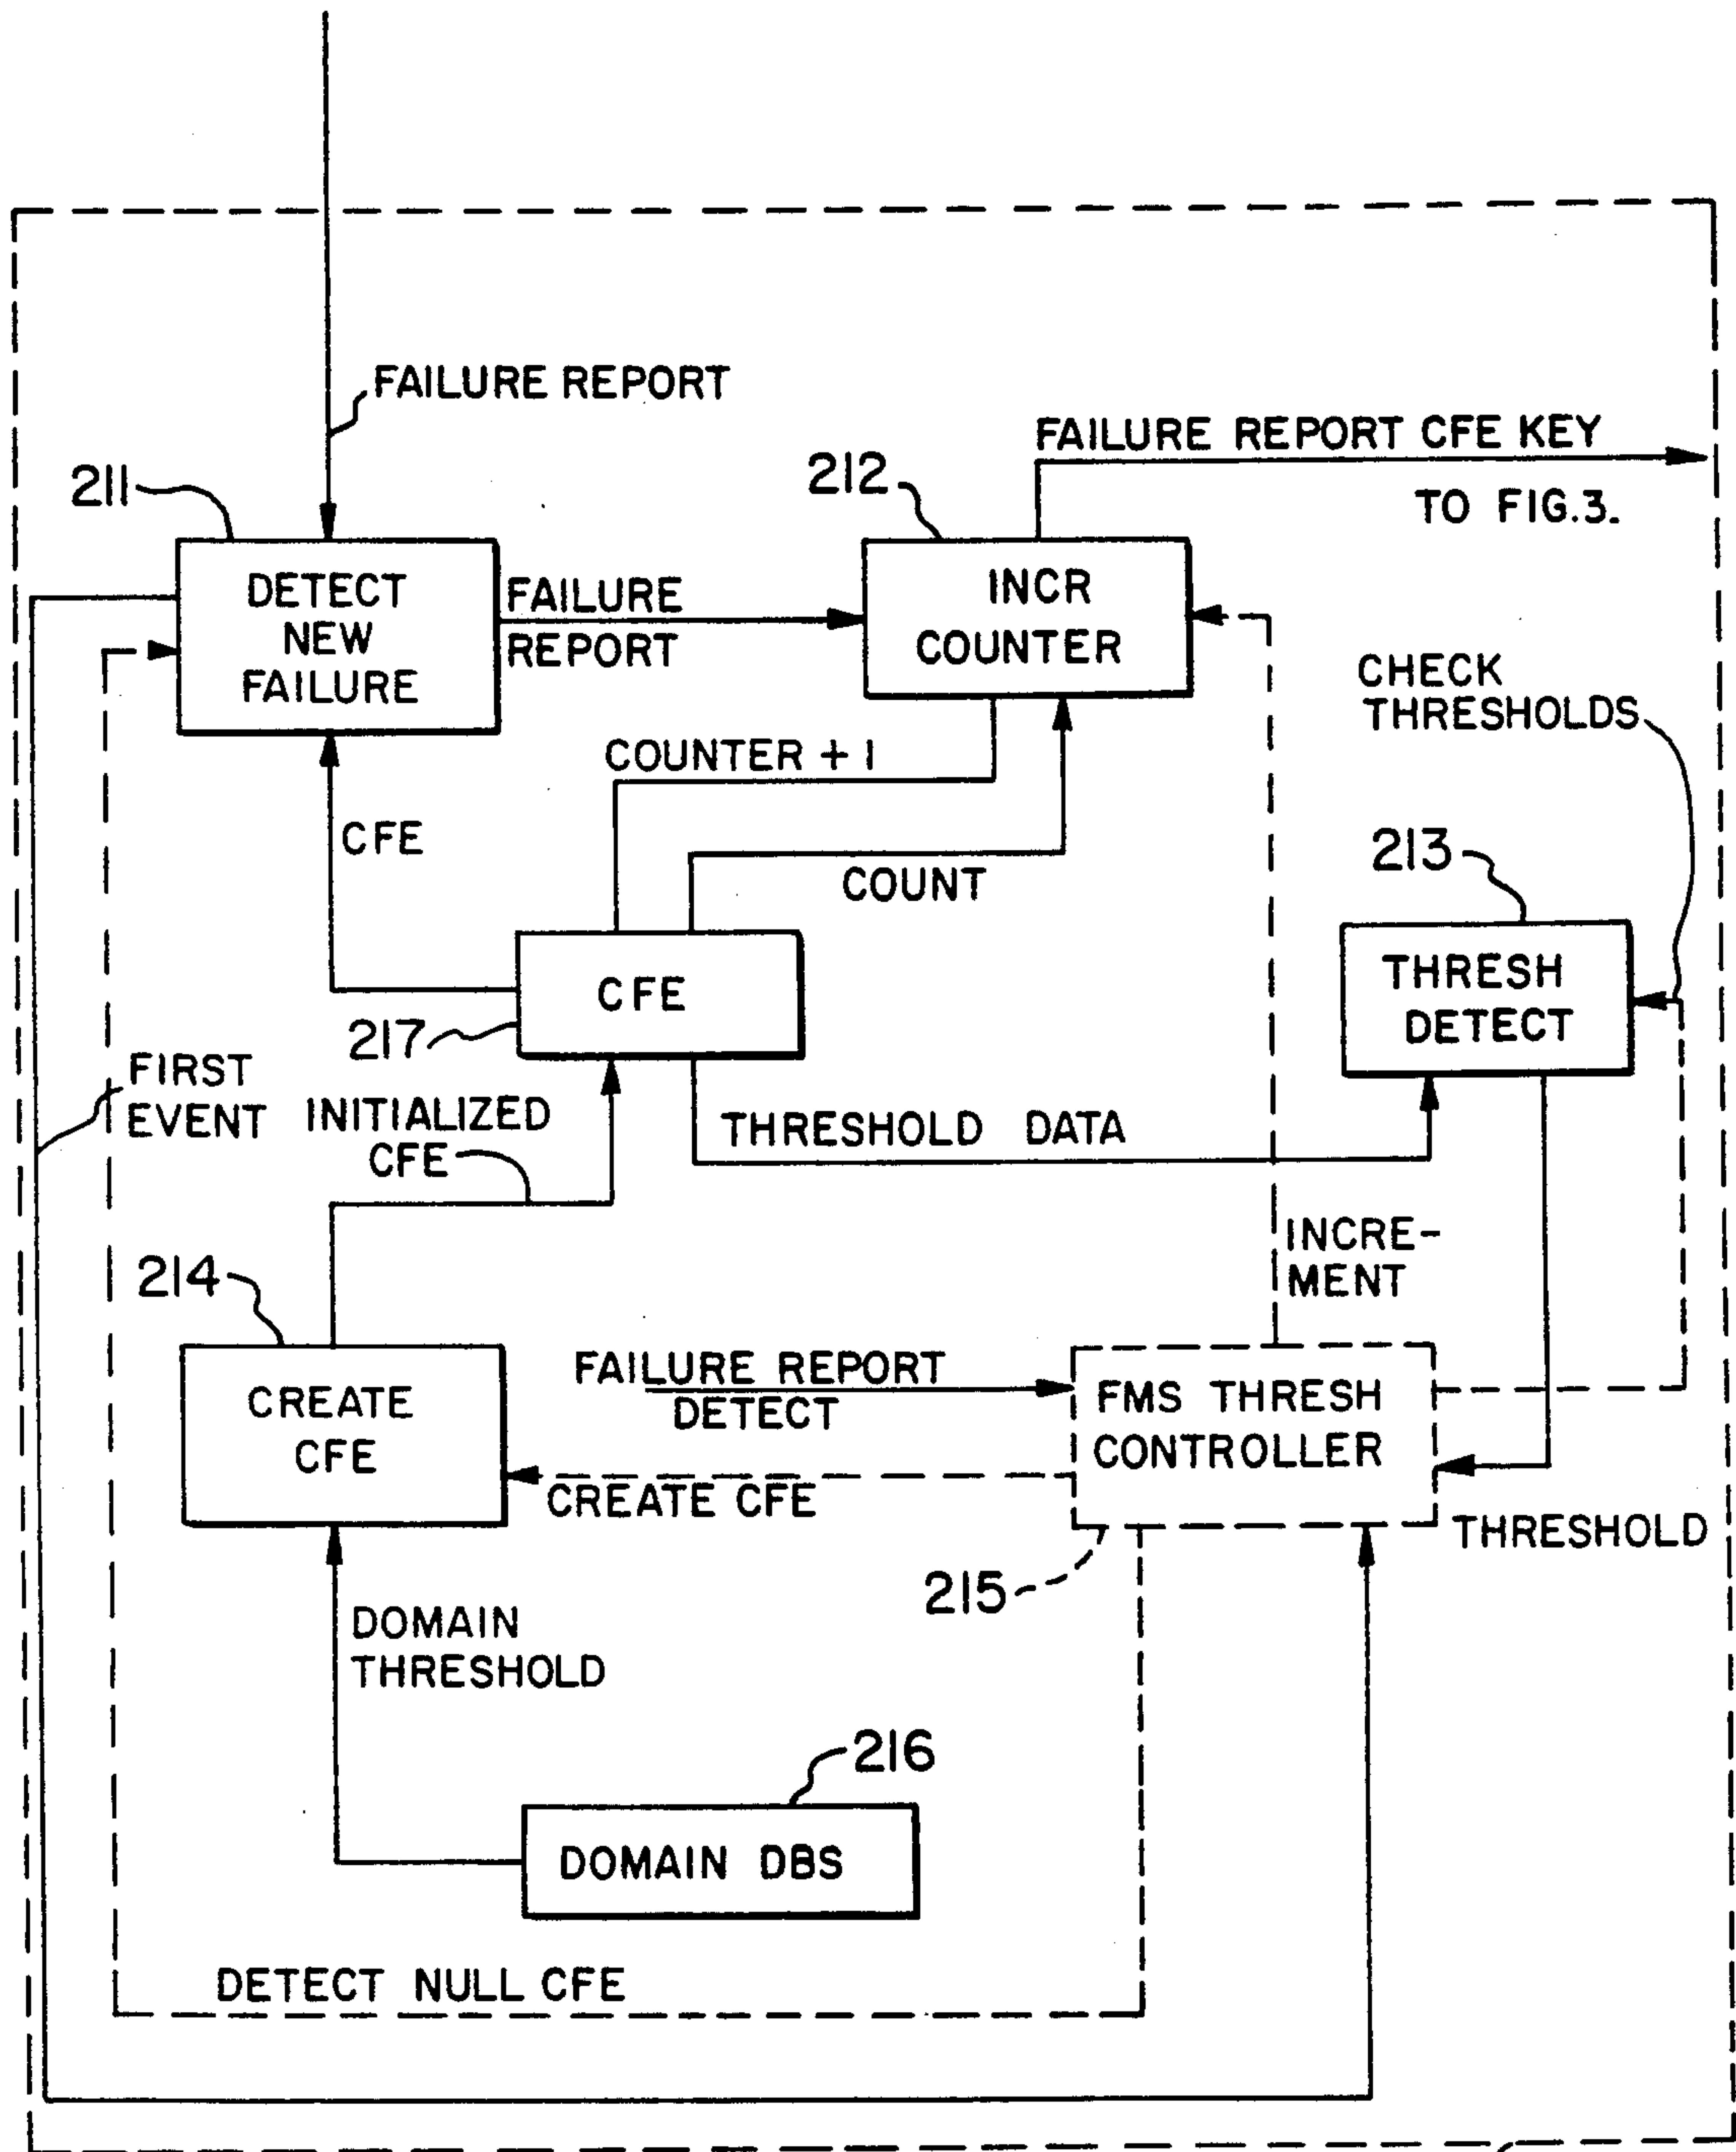 FAILURE REPORT
FAILURE REPORT CFE KEY
TO FIG.3.
211
212
DETECT
NEW
FAILURE
FAILURE
REPORT
INCR
COUNTER
CHECK
THRESHOLDS
COUNTER + 1
CFE
COUNT
213
CFE
217
THRESH
DETECT
FIRST
EVENT
INITIALIZED
CFE
THRESHOLD DATA
INCRE-
MENT
214
CREATE
CFE
FAILURE REPORT
DETECT
FMS THRESH
CONTROLLER
CREATE CFE
THRESHOLD
215
DOMAIN
THRESHOLD
216
DOMAIN DBS
DETECT NULL CFE